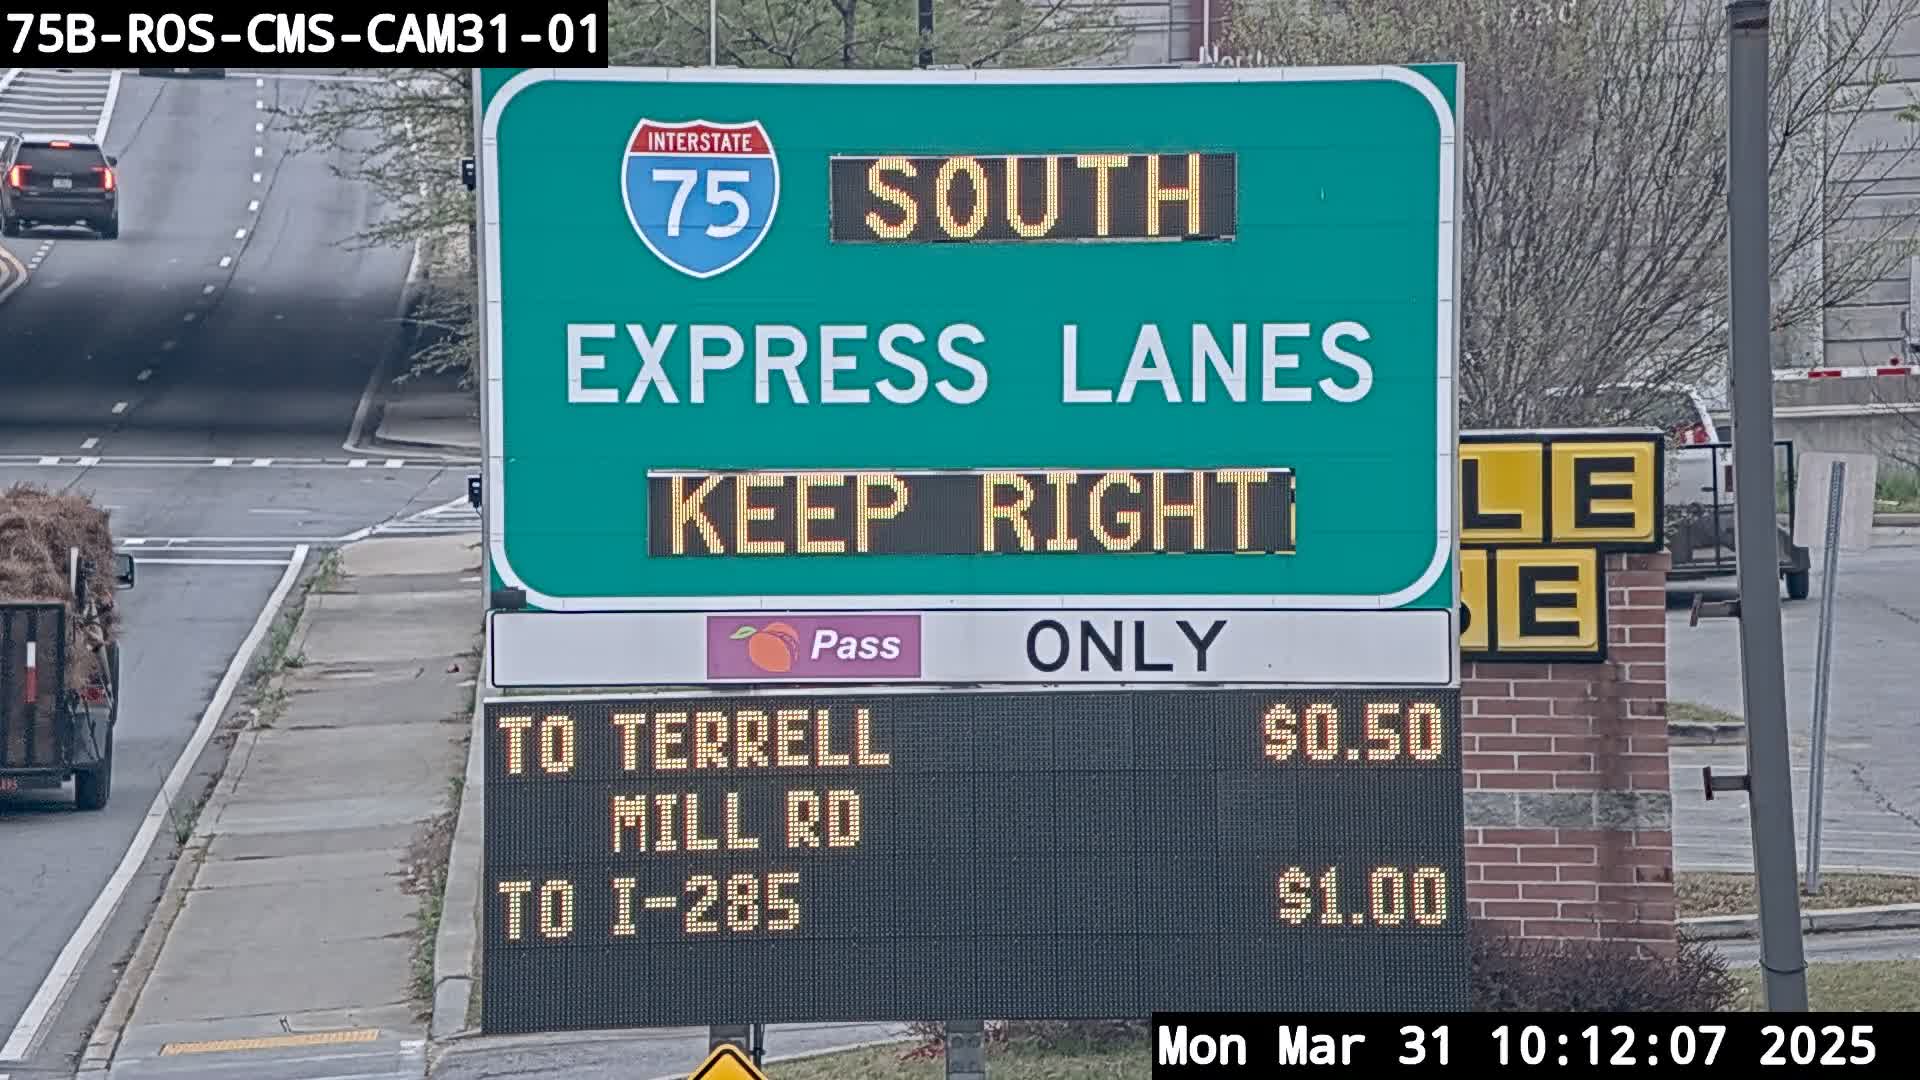 75B-ROS-CMS-CAM31-01
INTERSTATE
75
SOUTH
EXPRESS LANES
KEEP RIGHT
Pass ONLY
TO TERRELL $0.50
MILL RD
TO I-285 $1.00
LE
E
Mon Mar 31 10:12:07 2025